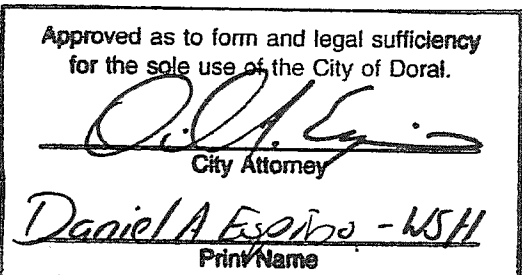 Approved as to form and legal sufficiency
for the sole use of the City of Doral.
City Attorney
Daniel A Espino - WSH
Print Name